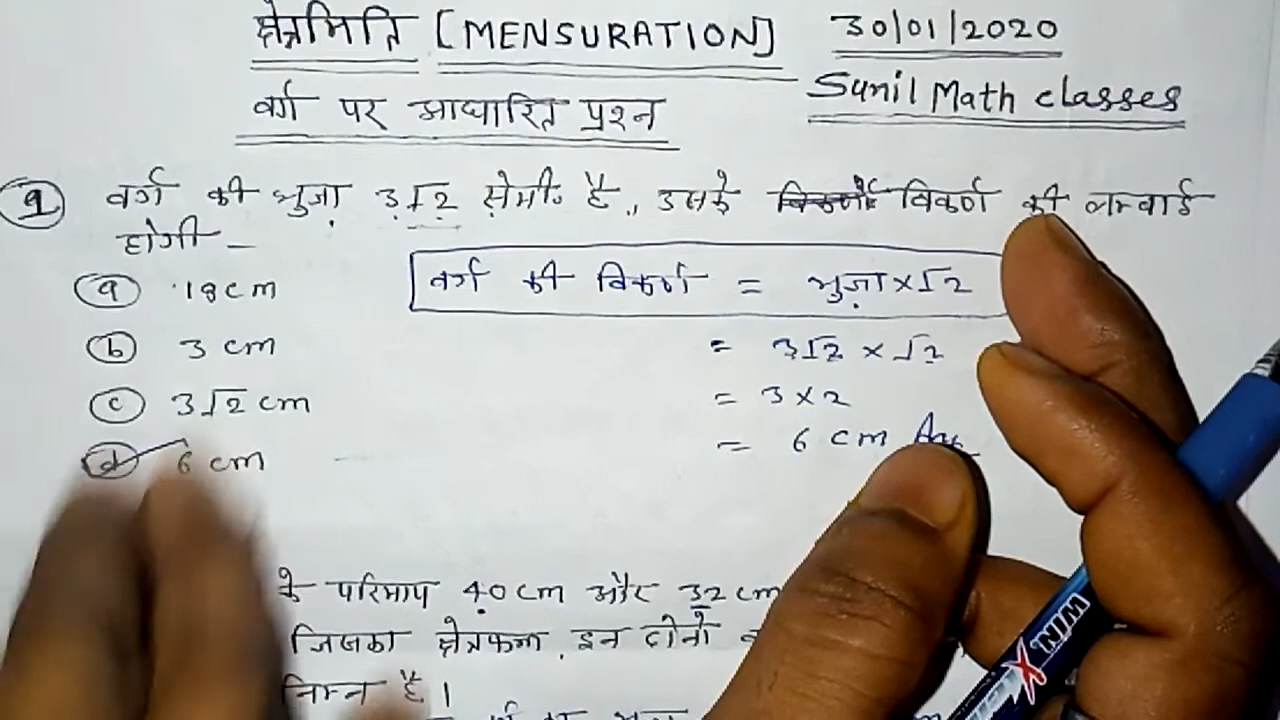 क्षेत्रमिति [MENSURATION] 30/01/2020
वर्ग पर आधारित प्रश्न Sunil Math classes
(1) वर्ग की भुजा 3√2 सेमी. है, उसके विकर्ण की लम्बाई
होगी -
(a) 18 cm
वर्ग की विकर्ण = भुजा × √2
(b) 3 cm
= 3√2 × √2
(c) 3√2 cm
= 3 × 2
(d) 6 cm
= 6 cm Ans
के परिमाप 40 cm और 32 cm
जिसका क्षेत्रफल, इन दोनो
निम्न है।